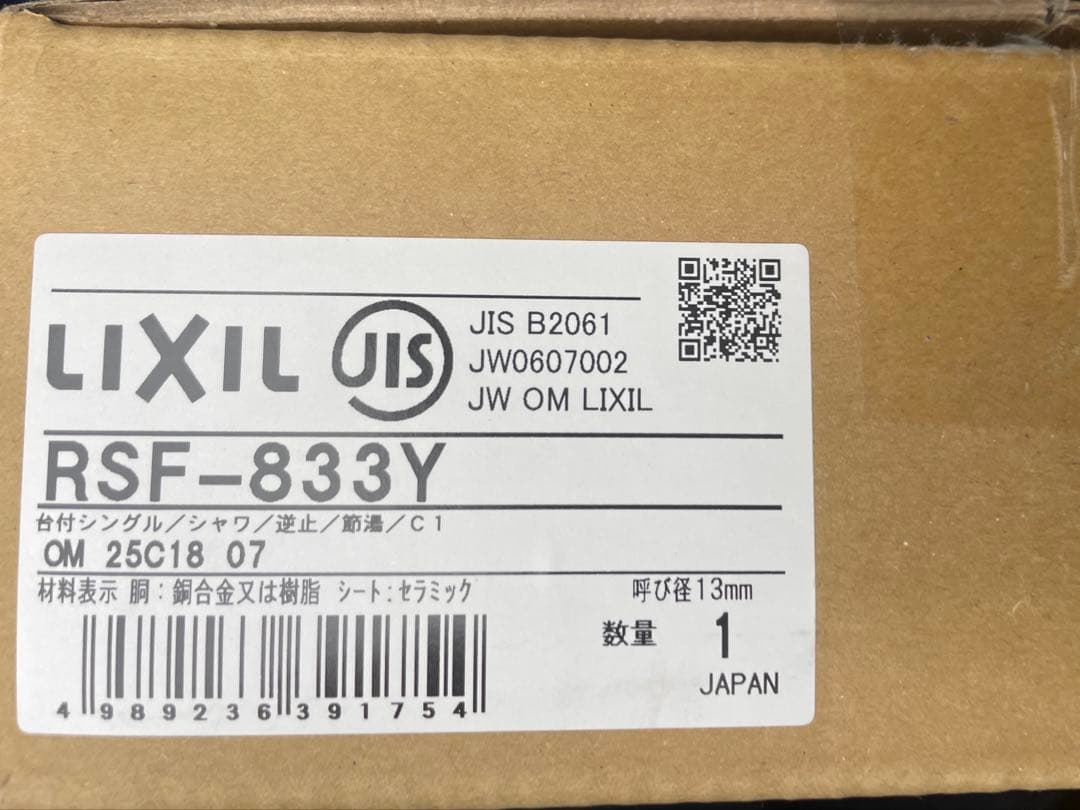 LIXIL
JIS
JIS B2061
JW0607002
JW OM LIXIL
RSF-833Y
台付シングル/シャワ/逆止/節湯/C1
OM 25C18 07
材料表示 胴:銅合金又は樹脂 シート:セラミック
呼び径13mm
数量 1
JAPAN
4 989236 391754